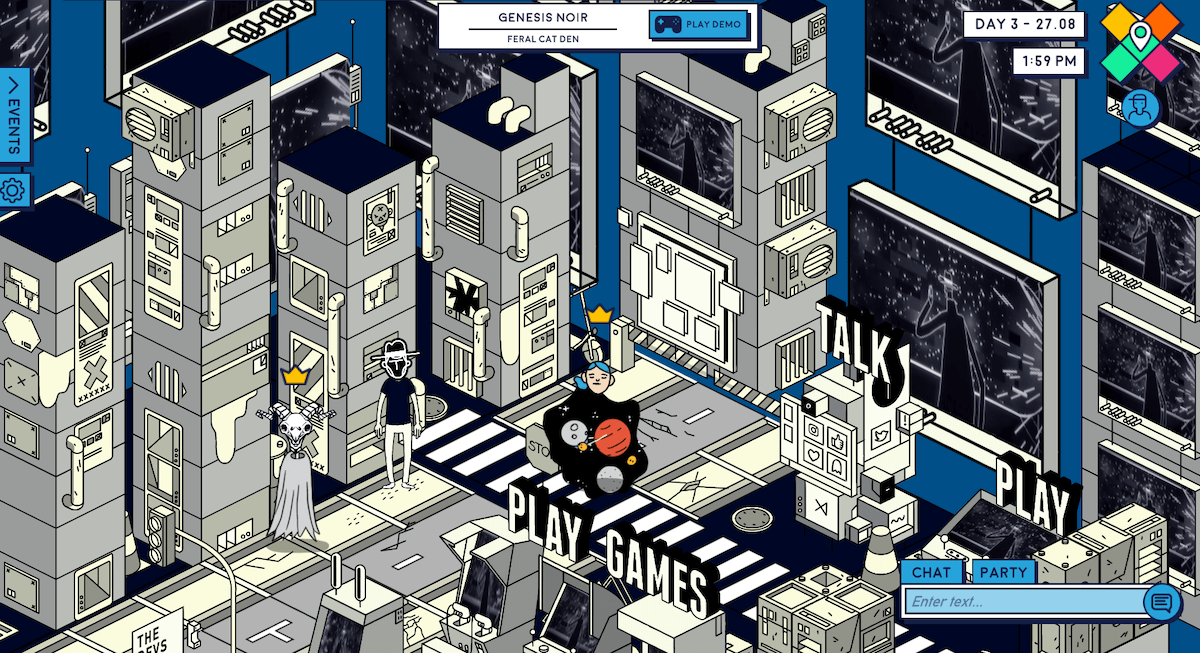 GENESIS NOIR
FERAL CAT DEN
PLAY DEMO
DAY 3 - 27.08
1:59 PM
EVENTS
TALK
STO
XXXXX
PLAY
GAMES
PLAY
CHAT
PARTY
Enter text...
THE
DEVS